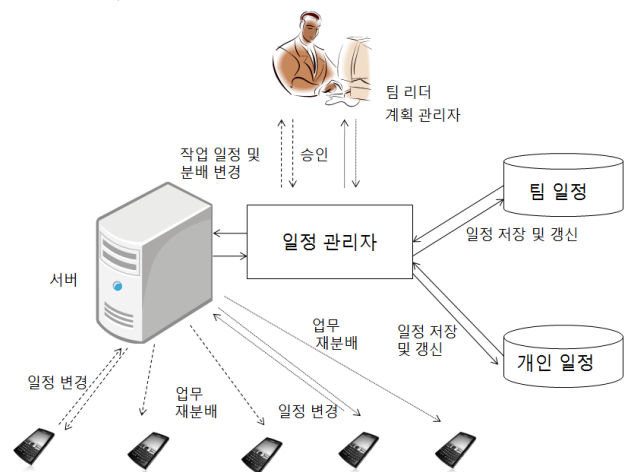 팀 리더
계획 관리자
작업 일정 및
분배 변경
승인
팀 일정
일정 관리자
일정 저장 및 갱신
서버
업무
재분배
일정 저장
및 갱신
개인 일정
일정 변경
업무
재분배
일정 변경